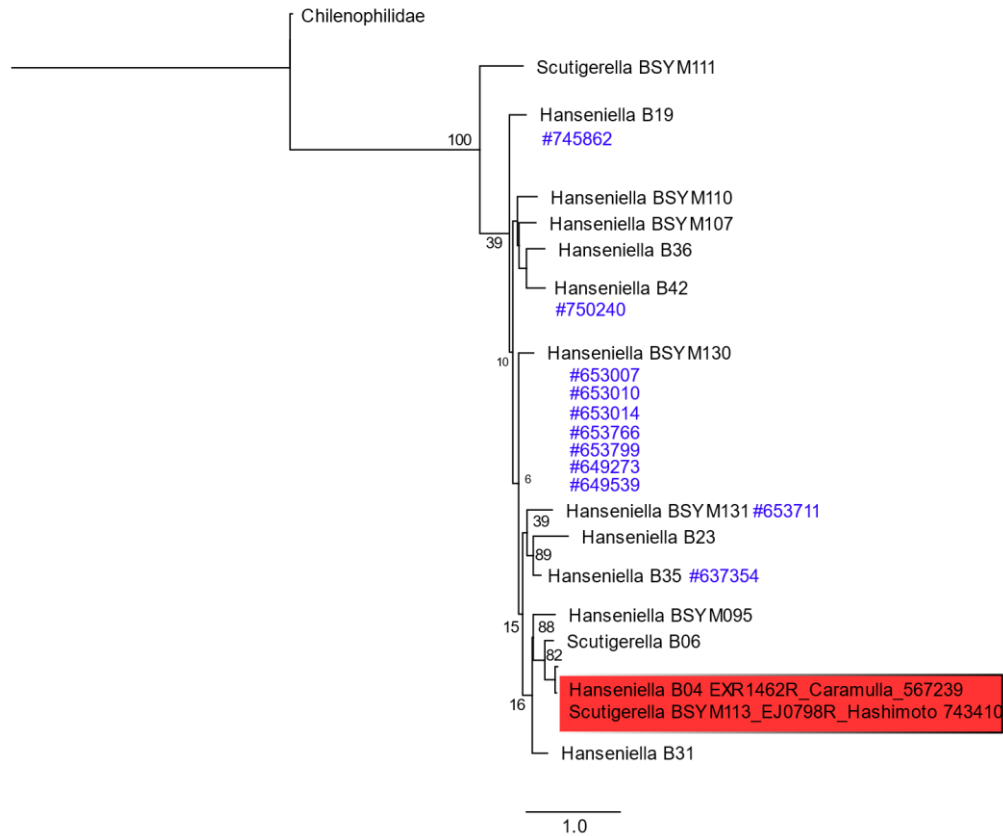 Chilenophilidae
Scutigerella BSYM111
100
Hanseniella B19
#745862
Hanseniella BSYM110
Hanseniella BSYM107
39
Hanseniella B36
Hanseniella B42
#750240
10
Hanseniella BSYM130
#653007
#653010
#653014
#653766
#653799
#649273
6
#649539
Hanseniella BSYM131 #653711
39
Hanseniella B23
89
Hanseniella B35 #637354
Hanseniella BSYM095
15
88
Scutigerella B06
82
Hanseniella B04 EXR1462R_Caramulla_567239
16
Scutigerella BSYM113_EJ0798R_Hashimoto 743410
Hanseniella B31
1.0